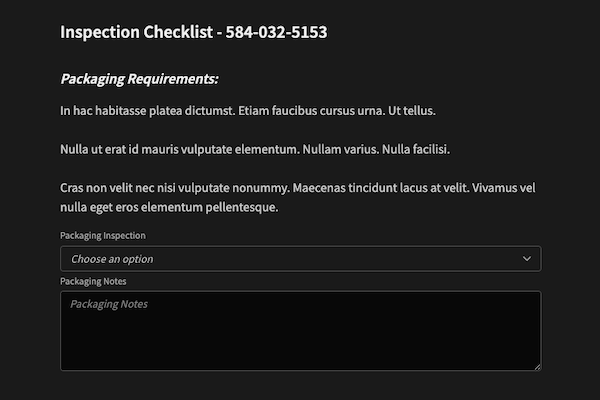 Inspection Checklist - 584-032-5153
Packaging Requirements:
In hac habitasse platea dictumst. Etiam faucibus cursus urna. Ut tellus.
Nulla ut erat id mauris vulputate elementum. Nullam varius. Nulla facilisi.
Cras non velit nec nisi vulputate nonummy. Maecenas tincidunt lacus at velit. Vivamus vel
nulla eget eros elementum pellentesque.
Packaging Inspection
Choose an option
Packaging Notes
Packaging Notes